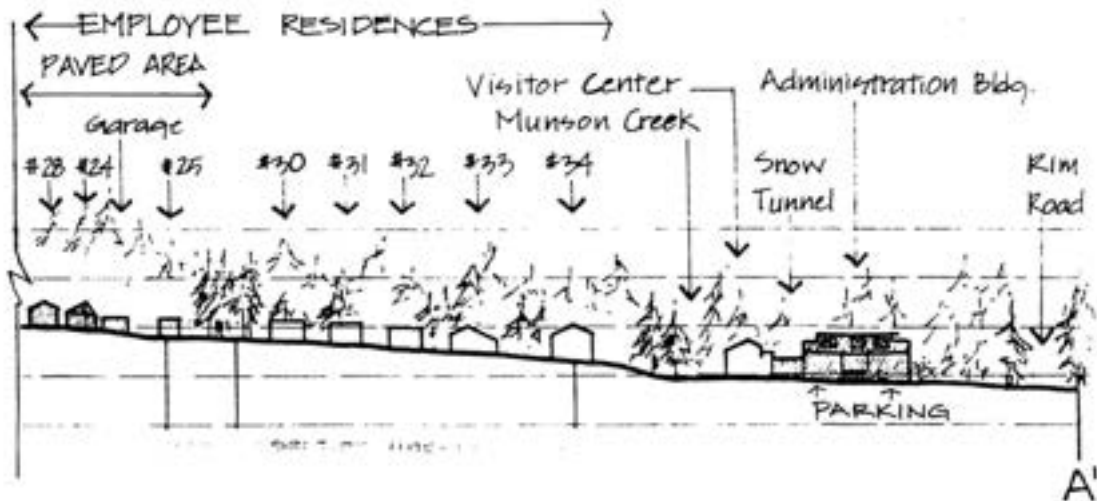 EMPLOYEE RESIDENCES
PAVED AREA
Garage
Visitor Center
Munson Creek
Administration Bldg.
#28 #24 #25 #30 #31 #32 #33 #34
Snow
Tunnel
Rim
Road
PARKING
A'